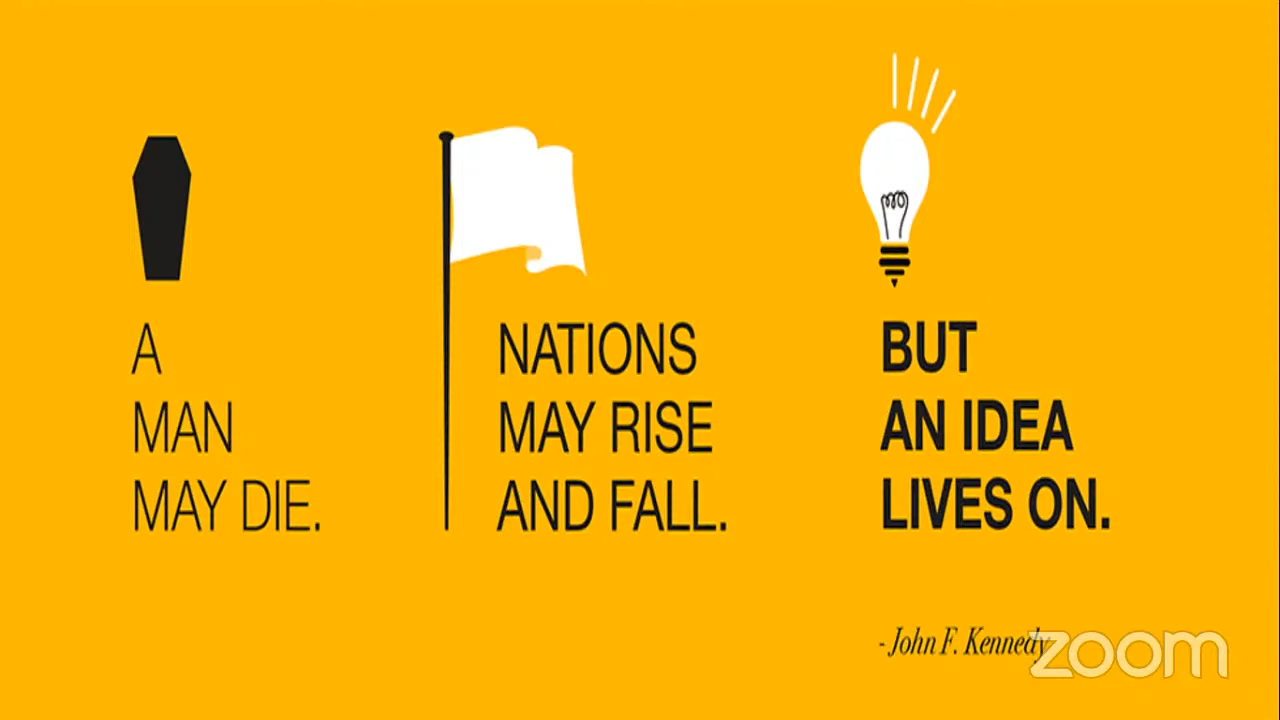 A
MAN
MAY DIE.
NATIONS
MAY RISE
AND FALL.
BUT
AN IDEA
LIVES ON.
- John F. Kennedy
zoom